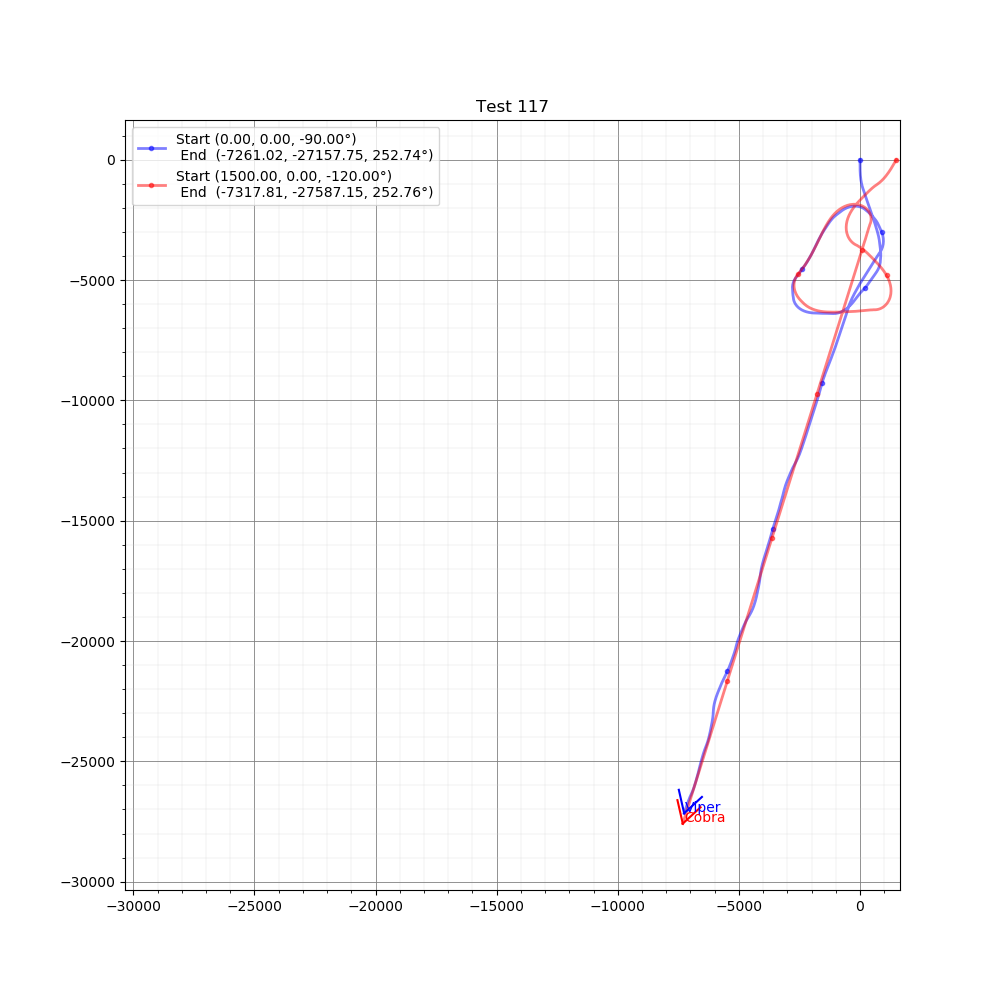 Test 117
Start (0.00, 0.00, -90.00°)
End  (-7261.02, -27157.75, 252.74°)
Start (1500.00, 0.00, -120.00°)
End  (-7317.81, -27587.15, 252.76°)
0
−5000
−10000
−15000
−20000
−25000
−30000
Viper
Cobra
−30000 −25000 −20000 −15000 −10000 −5000 0